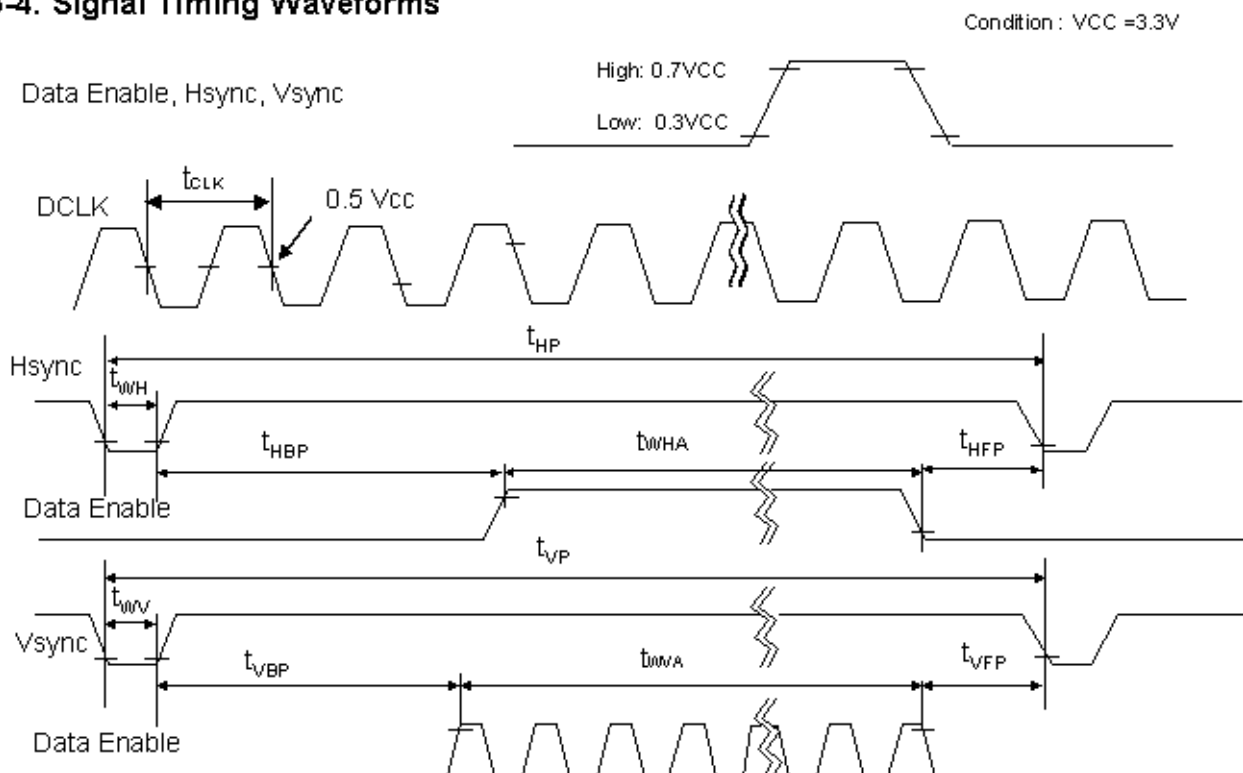 -4. Signal Timing Waveforms
Condition : VCC =3.3V
High: 0.7VCC
Data Enable, Hsync, Vsync
Low: 0.3VCC
tCLK
DCLK
0.5 Vcc
tHP
Hsync
tWH
tHBP
tWHA
tHFP
Data Enable
tVP
tWV
Vsync
tVBP
tWVA
tVFP
Data Enable